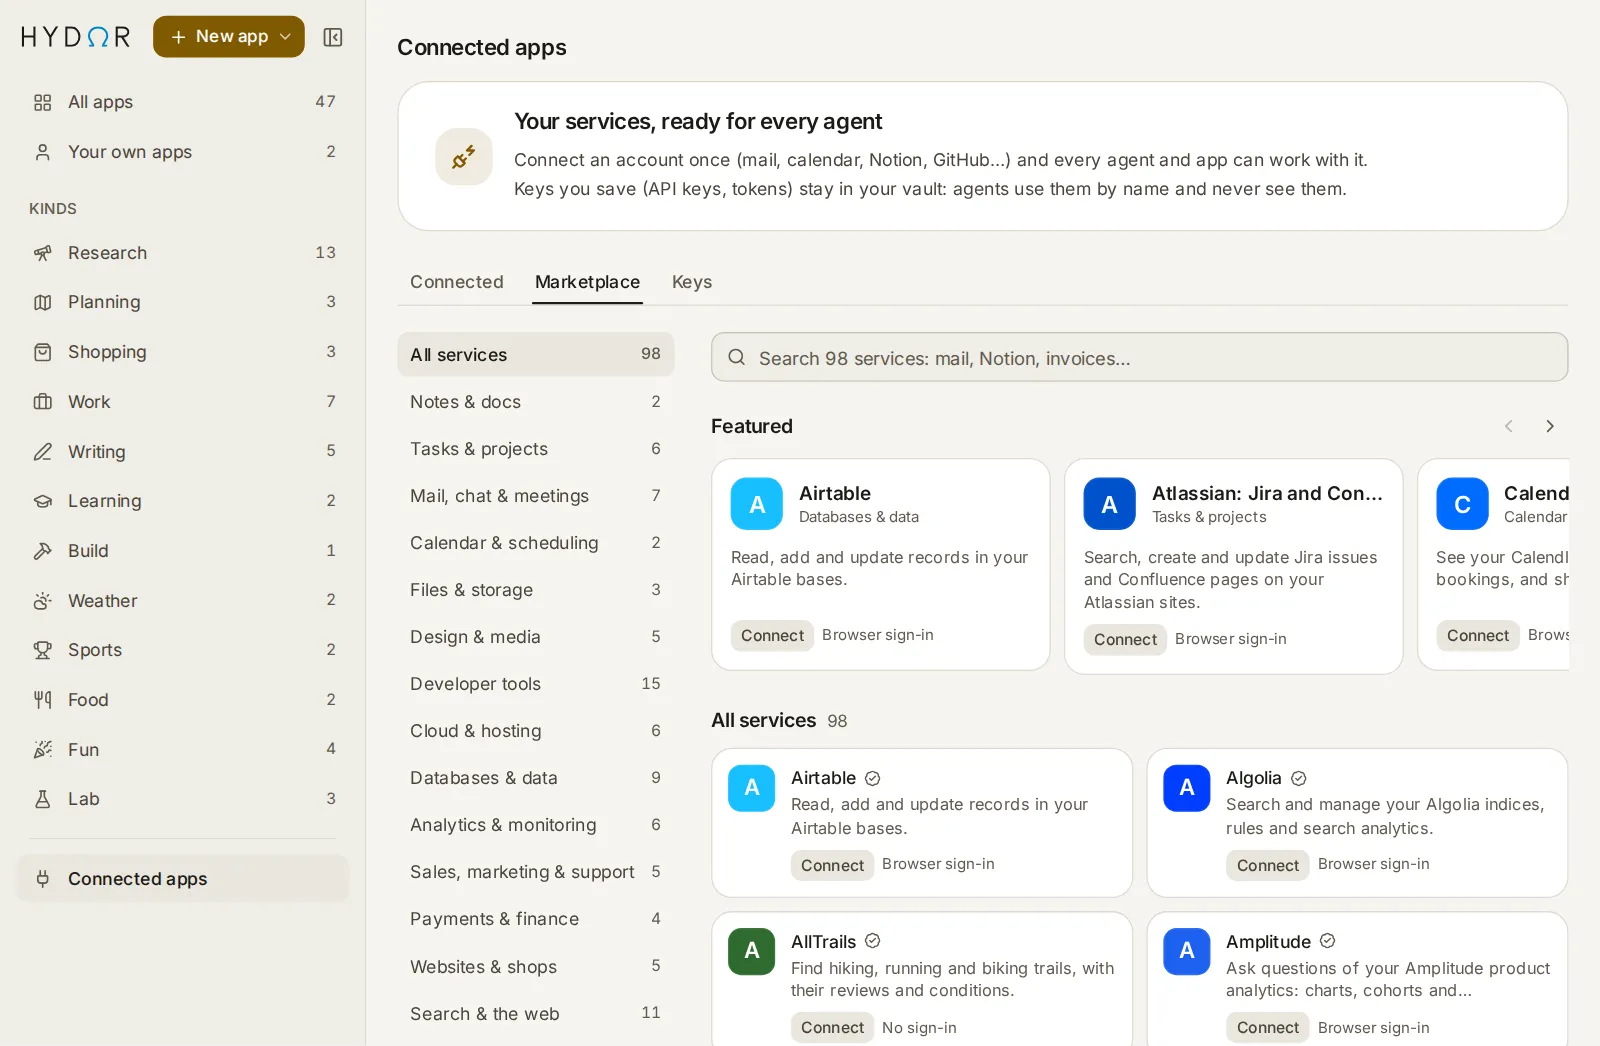 HYDΩR
New app
All apps 47
Your own apps 2
KINDS
Research 13
Planning 3
Shopping 3
Work 7
Writing 5
Learning 2
Build 1
Weather 2
Sports 2
Food 2
Fun 4
Lab 3
Connected apps
Connected apps
Your services, ready for every agent
Connect an account once (mail, calendar, Notion, GitHub...) and every agent and app can work with it.
Keys you save (API keys, tokens) stay in your vault: agents use them by name and never see them.
Connected Marketplace Keys
All services 98
Notes & docs 2
Tasks & projects 6
Mail, chat & meetings 7
Calendar & scheduling 2
Files & storage 3
Design & media 5
Developer tools 15
Cloud & hosting 6
Databases & data 9
Analytics & monitoring 6
Sales, marketing & support 5
Payments & finance 4
Websites & shops 5
Search & the web 11
Search 98 services: mail, Notion, invoices...
Featured
A
Airtable
Databases & data
Read, add and update records in your
Airtable bases.
Connect Browser sign-in
A
Atlassian: Jira and Con...
Tasks & projects
Search, create and update Jira issues
and Confluence pages on your
Atlassian sites.
Connect Browser sign-in
C
Calend
Calendar
See your Calendl
bookings, and sh
Connect Brows
All services 98
A
Airtable
Read, add and update records in your
Airtable bases.
Connect Browser sign-in
A
Algolia
Search and manage your Algolia indices,
rules and search analytics.
Connect Browser sign-in
A
AllTrails
Find hiking, running and biking trails, with
their reviews and conditions.
Connect No sign-in
A
Amplitude
Ask questions of your Amplitude product
analytics: charts, cohorts and...
Connect Browser sign-in